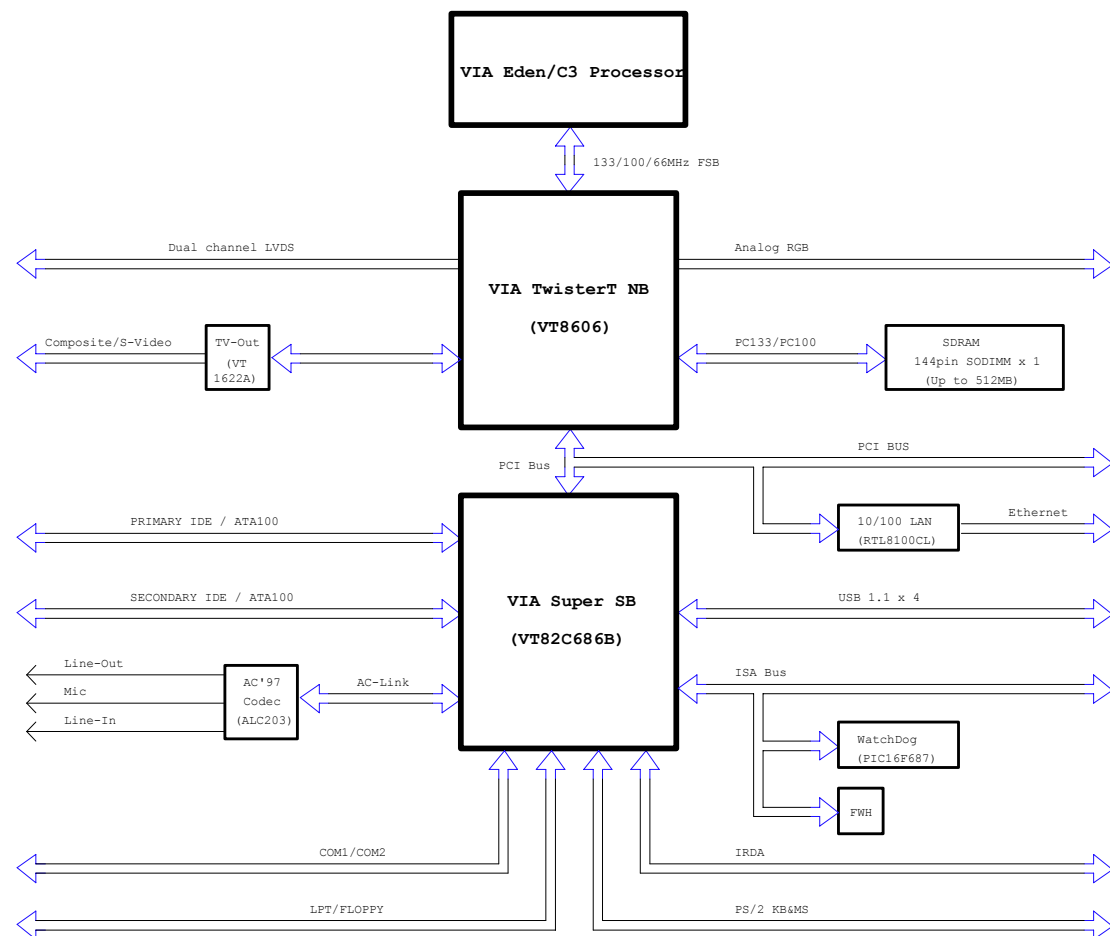 VIA Eden/C3 Processor
133/100/66MHz FSB
Dual channel LVDS
Analog RGB
VIA TwisterT NB
(VT8606)
Composite/S-Video
TV-Out
(VT
1622A)
PC133/PC100
SDRAM
144pin SODIMM x 1
(Up to 512MB)
PCI Bus
PCI BUS
PRIMARY IDE / ATA100
10/100 LAN
(RTL8100CL)
Ethernet
SECONDARY IDE / ATA100
VIA Super SB
(VT82C686B)
USB 1.1 x 4
Line-Out
Mic
Line-In
AC'97
Codec
(ALC203)
AC-Link
ISA Bus
WatchDog
(PIC16F687)
FWH
COM1/COM2
IRDA
LPT/FLOPPY
PS/2 KB&MS